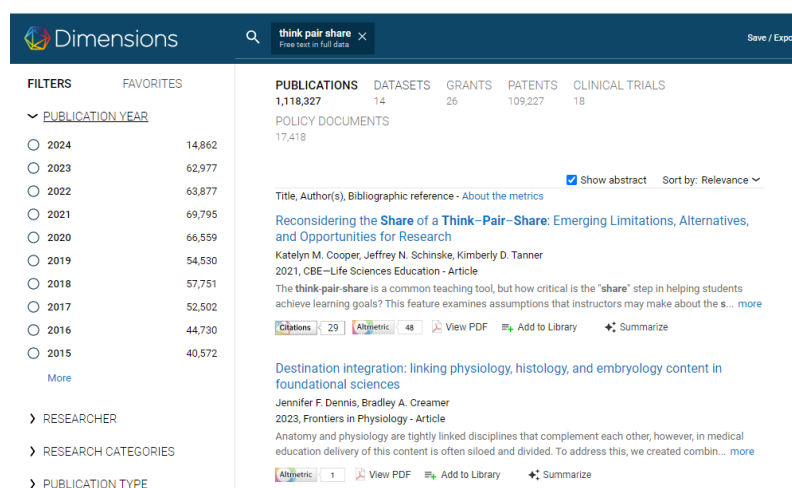 Dimensions
think pair share ×
Free text in full data
Save / Expo
FILTERS
FAVORITES
PUBLICATION YEAR
2024 14,862
2023 62,977
2022 63,877
2021 69,795
2020 66,559
2019 54,530
2018 57,751
2017 52,502
2016 44,730
2015 40,572
More
RESEARCHER
RESEARCH CATEGORIES
PUBLICATION TYPE
PUBLICATIONS DATASETS GRANTS PATENTS CLINICAL TRIALS
1,118,327 14 26 109,227 18
POLICY DOCUMENTS
17,418
Show abstract Sort by: Relevance
Title, Author(s), Bibliographic reference - About the metrics
Reconsidering the Share of a Think–Pair–Share: Emerging Limitations, Alternatives,
and Opportunities for Research
Katelyn M. Cooper, Jeffrey N. Schinske, Kimberly D. Tanner
2021, CBE—Life Sciences Education - Article
The think-pair-share is a common teaching tool, but how critical is the "share" step in helping students
achieve learning goals? This feature examines assumptions that instructors may make about the s... more
Citations 29 Altmetric 48 View PDF Add to Library Summarize
Destination integration: linking physiology, histology, and embryology content in
foundational sciences
Jennifer F. Dennis, Bradley A. Creamer
2023, Frontiers in Physiology - Article
Anatomy and physiology are tightly linked disciplines that complement each other, however, in medical
education delivery of this content is often siloed and divided. To address this, we created combin... more
Altmetric 1 View PDF Add to Library Summarize